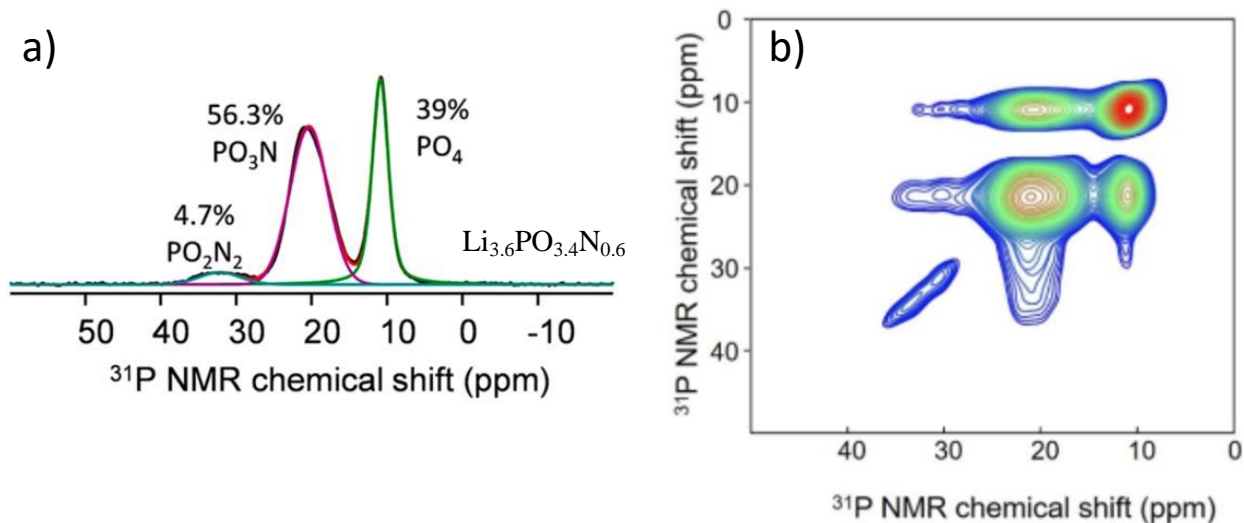 a)
56.3%
PO₃N
39%
PO₄
4.7%
PO₂N₂
Li₃.₆PO₃.₄N₀.₆
50 40 30 20 10 0 -10
³¹P NMR chemical shift (ppm)
b)
0
10
20
30
40
³¹P NMR chemical shift (ppm)
40 30 20 10 0
³¹P NMR chemical shift (ppm)